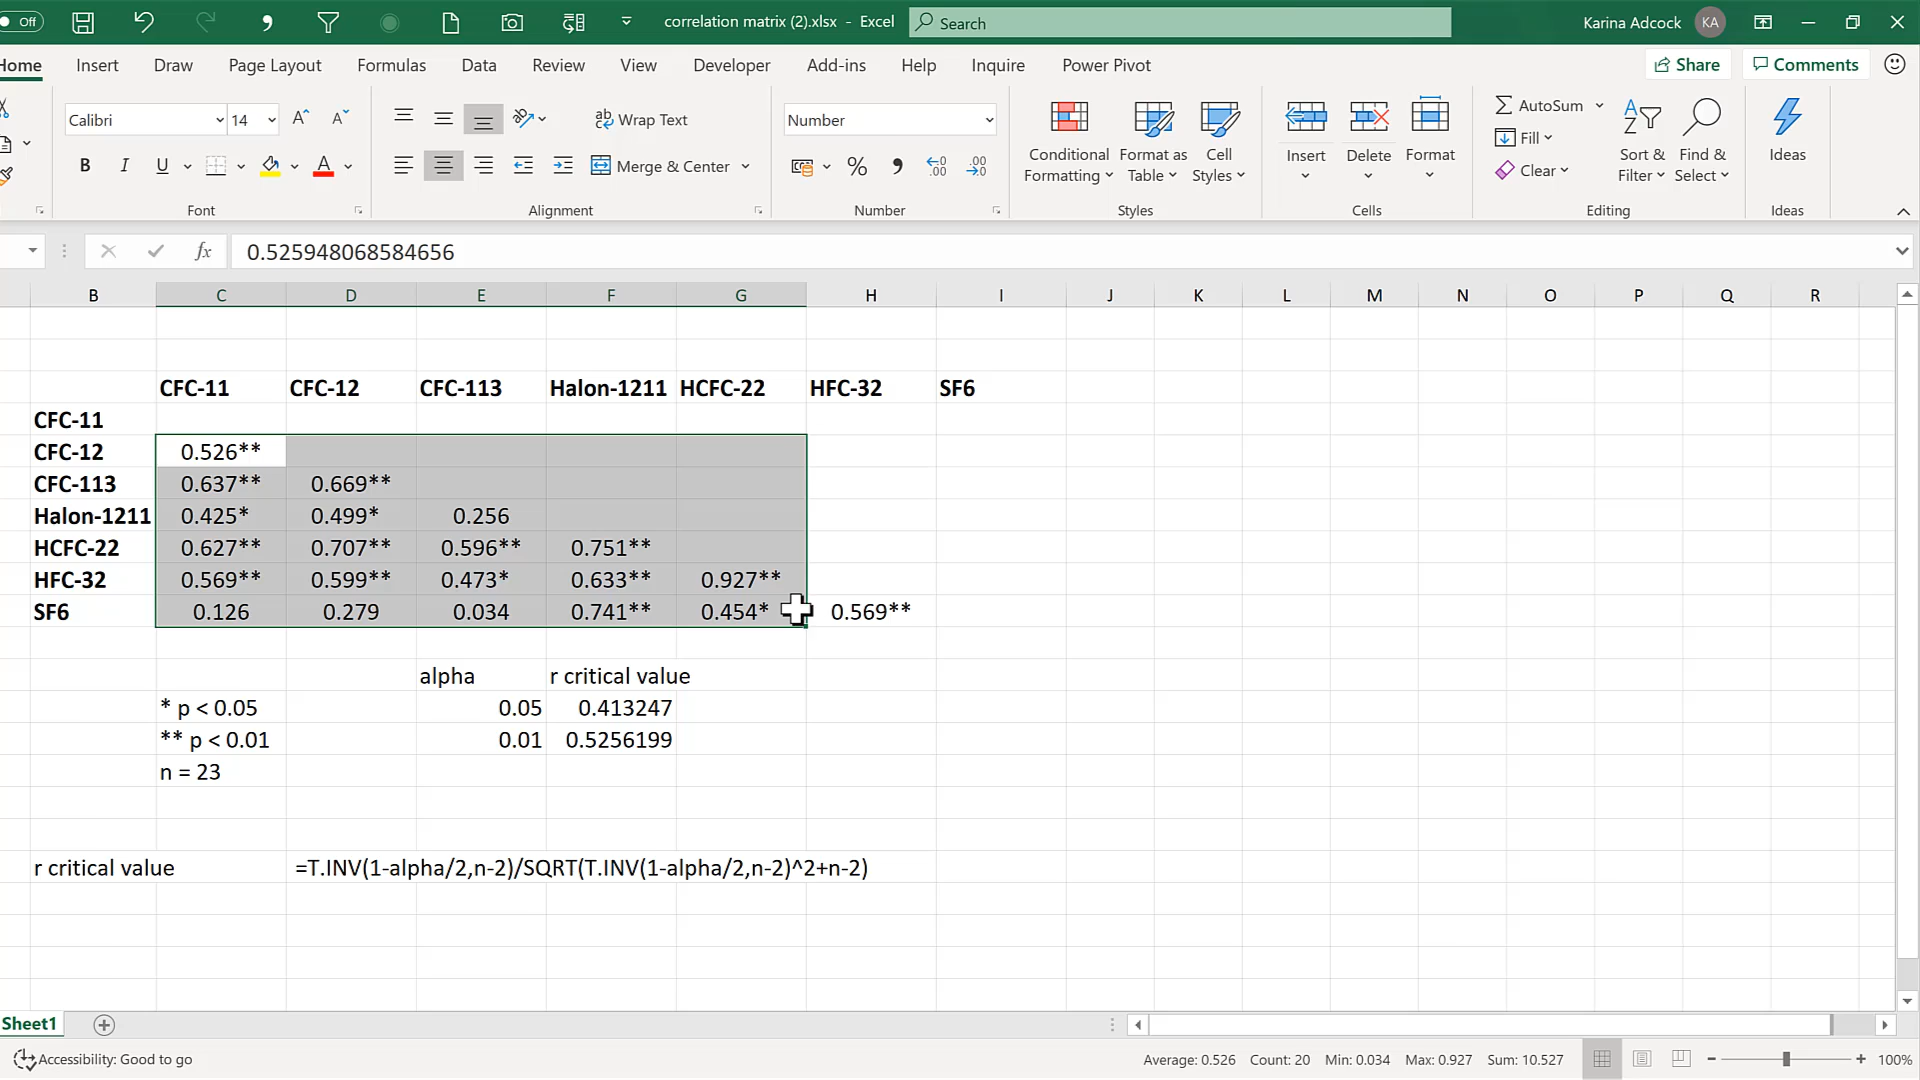 Off correlation matrix (2).xlsx - Excel Search Karina Adcock KA
Home Insert Draw Page Layout Formulas Data Review View Developer Add-ins Help Inquire Power Pivot Share Comments
Calibri 14 Wrap Text Number AutoSum
Conditional Formatting Format as Table Cell Styles Insert Delete Format Fill Sort & Filter Find & Select Ideas
B I U Merge & Center % Clear
Font Alignment Number Styles Cells Editing Ideas
fx 0.525948068584656
B C D E F G H I J K L M N O P Q R
CFC-11 CFC-12 CFC-113 Halon-1211 HCFC-22 HFC-32 SF6
CFC-11
CFC-12 0.526**
CFC-113 0.637** 0.669**
Halon-1211 0.425* 0.499* 0.256
HCFC-22 0.627** 0.707** 0.596** 0.751**
HFC-32 0.569** 0.599** 0.473* 0.633** 0.927**
SF6 0.126 0.279 0.034 0.741** 0.454* 0.569**
alpha r critical value
* p < 0.05 0.05 0.413247
** p < 0.01 0.01 0.5256199
n = 23
r critical value =T.INV(1-alpha/2,n-2)/SQRT(T.INV(1-alpha/2,n-2)^2+n-2)
Sheet1
Accessibility: Good to go Average: 0.526 Count: 20 Min: 0.034 Max: 0.927 Sum: 10.527 100%